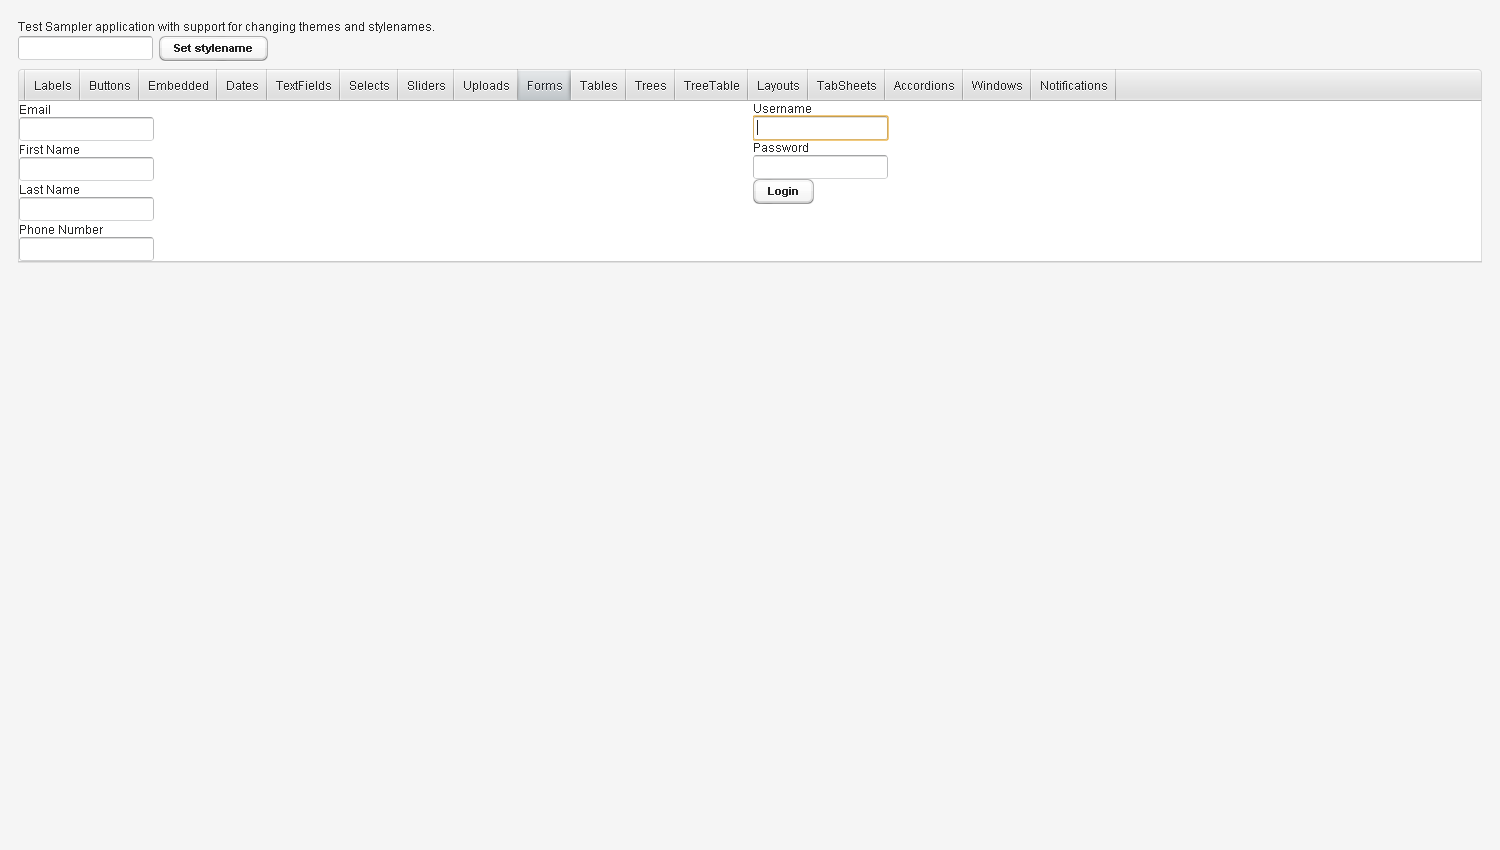 Test Sampler application with support for changing themes and stylenames.
Set stylename
Labels Buttons Embedded Dates TextFields Selects Sliders Uploads Forms Tables Trees TreeTable Layouts TabSheets Accordions Windows Notifications
Email
First Name
Last Name
Phone Number
Username
Password
Login